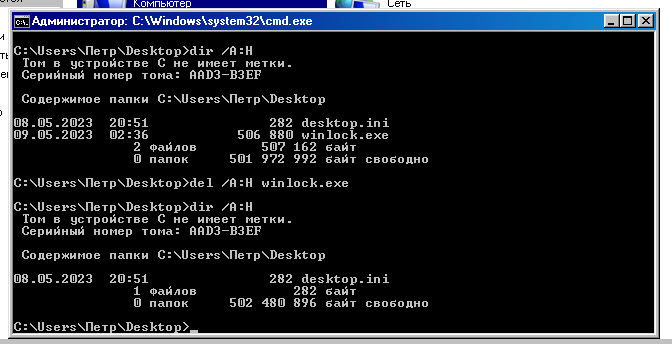 Компьютер
Сеть
Администратор: C:\Windows\system32\cmd.exe
C:\Users\Петр\Desktop>dir /A:H
Том в устройстве C не имеет метки.
Серийный номер тома: AAD3-B3EF
Содержимое папки C:\Users\Петр\Desktop
08.05.2023  20:51               282 desktop.ini
09.05.2023  02:36           506 880 winlock.exe
2 файлов        507 162 байт
0 папок     501 972 992 байт свободно
C:\Users\Петр\Desktop>del /A:H winlock.exe
C:\Users\Петр\Desktop>dir /A:H
Том в устройстве C не имеет метки.
Серийный номер тома: AAD3-B3EF
Содержимое папки C:\Users\Петр\Desktop
08.05.2023  20:51               282 desktop.ini
1 файлов            282 байт
0 папок     502 480 896 байт свободно
C:\Users\Петр\Desktop>_